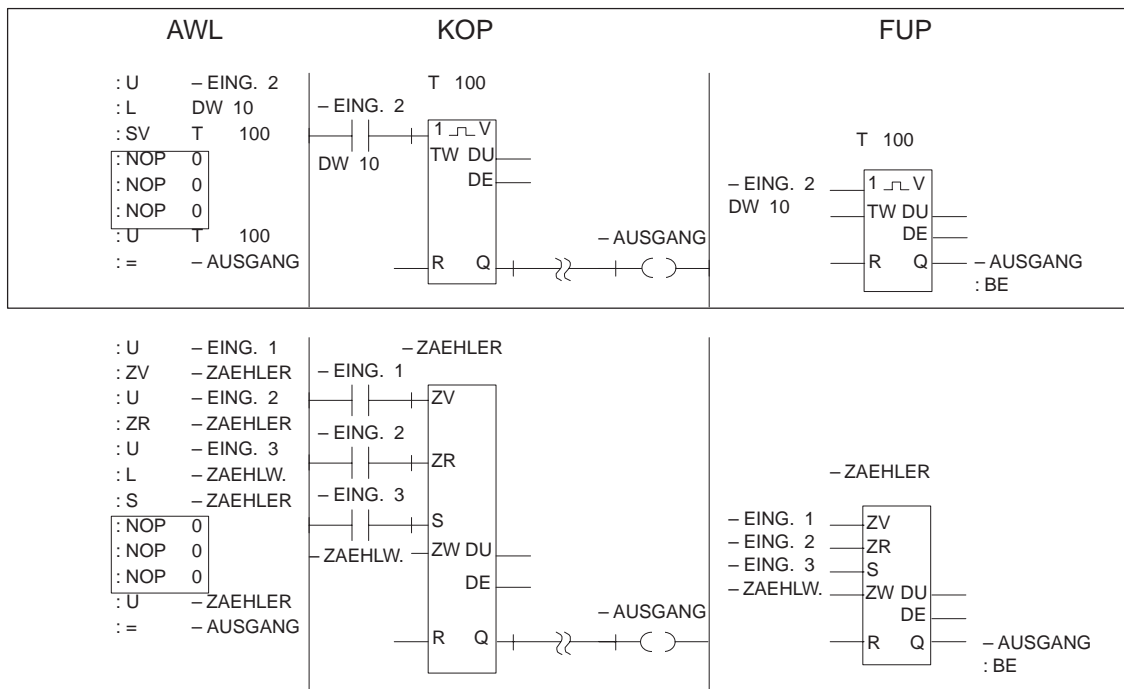 AWL KOP FUP
: U – EING. 2
: L DW 10
: SV T 100
: NOP 0
: NOP 0
: NOP 0
: U T 100
: = – AUSGANG
T 100
– EING. 2
1 V
DW 10
TW DU
DE
– AUSGANG
R Q
T 100
– EING. 2
1 V
DW 10
TW DU
DE
R Q
– AUSGANG
: BE
: U – EING. 1
: ZV – ZAEHLER
: U – EING. 2
: ZR – ZAEHLER
: U – EING. 3
: L – ZAEHLW.
: S – ZAEHLER
: NOP 0
: NOP 0
: NOP 0
: U – ZAEHLER
: = – AUSGANG
– ZAEHLER
– EING. 1
ZV
– EING. 2
ZR
– EING. 3
S
– ZAEHLW.
ZW DU
DE
– AUSGANG
R Q
– ZAEHLER
– EING. 1 ZV
– EING. 2 ZR
– EING. 3 S
– ZAEHLW. ZW DU
DE
R Q – AUSGANG
: BE